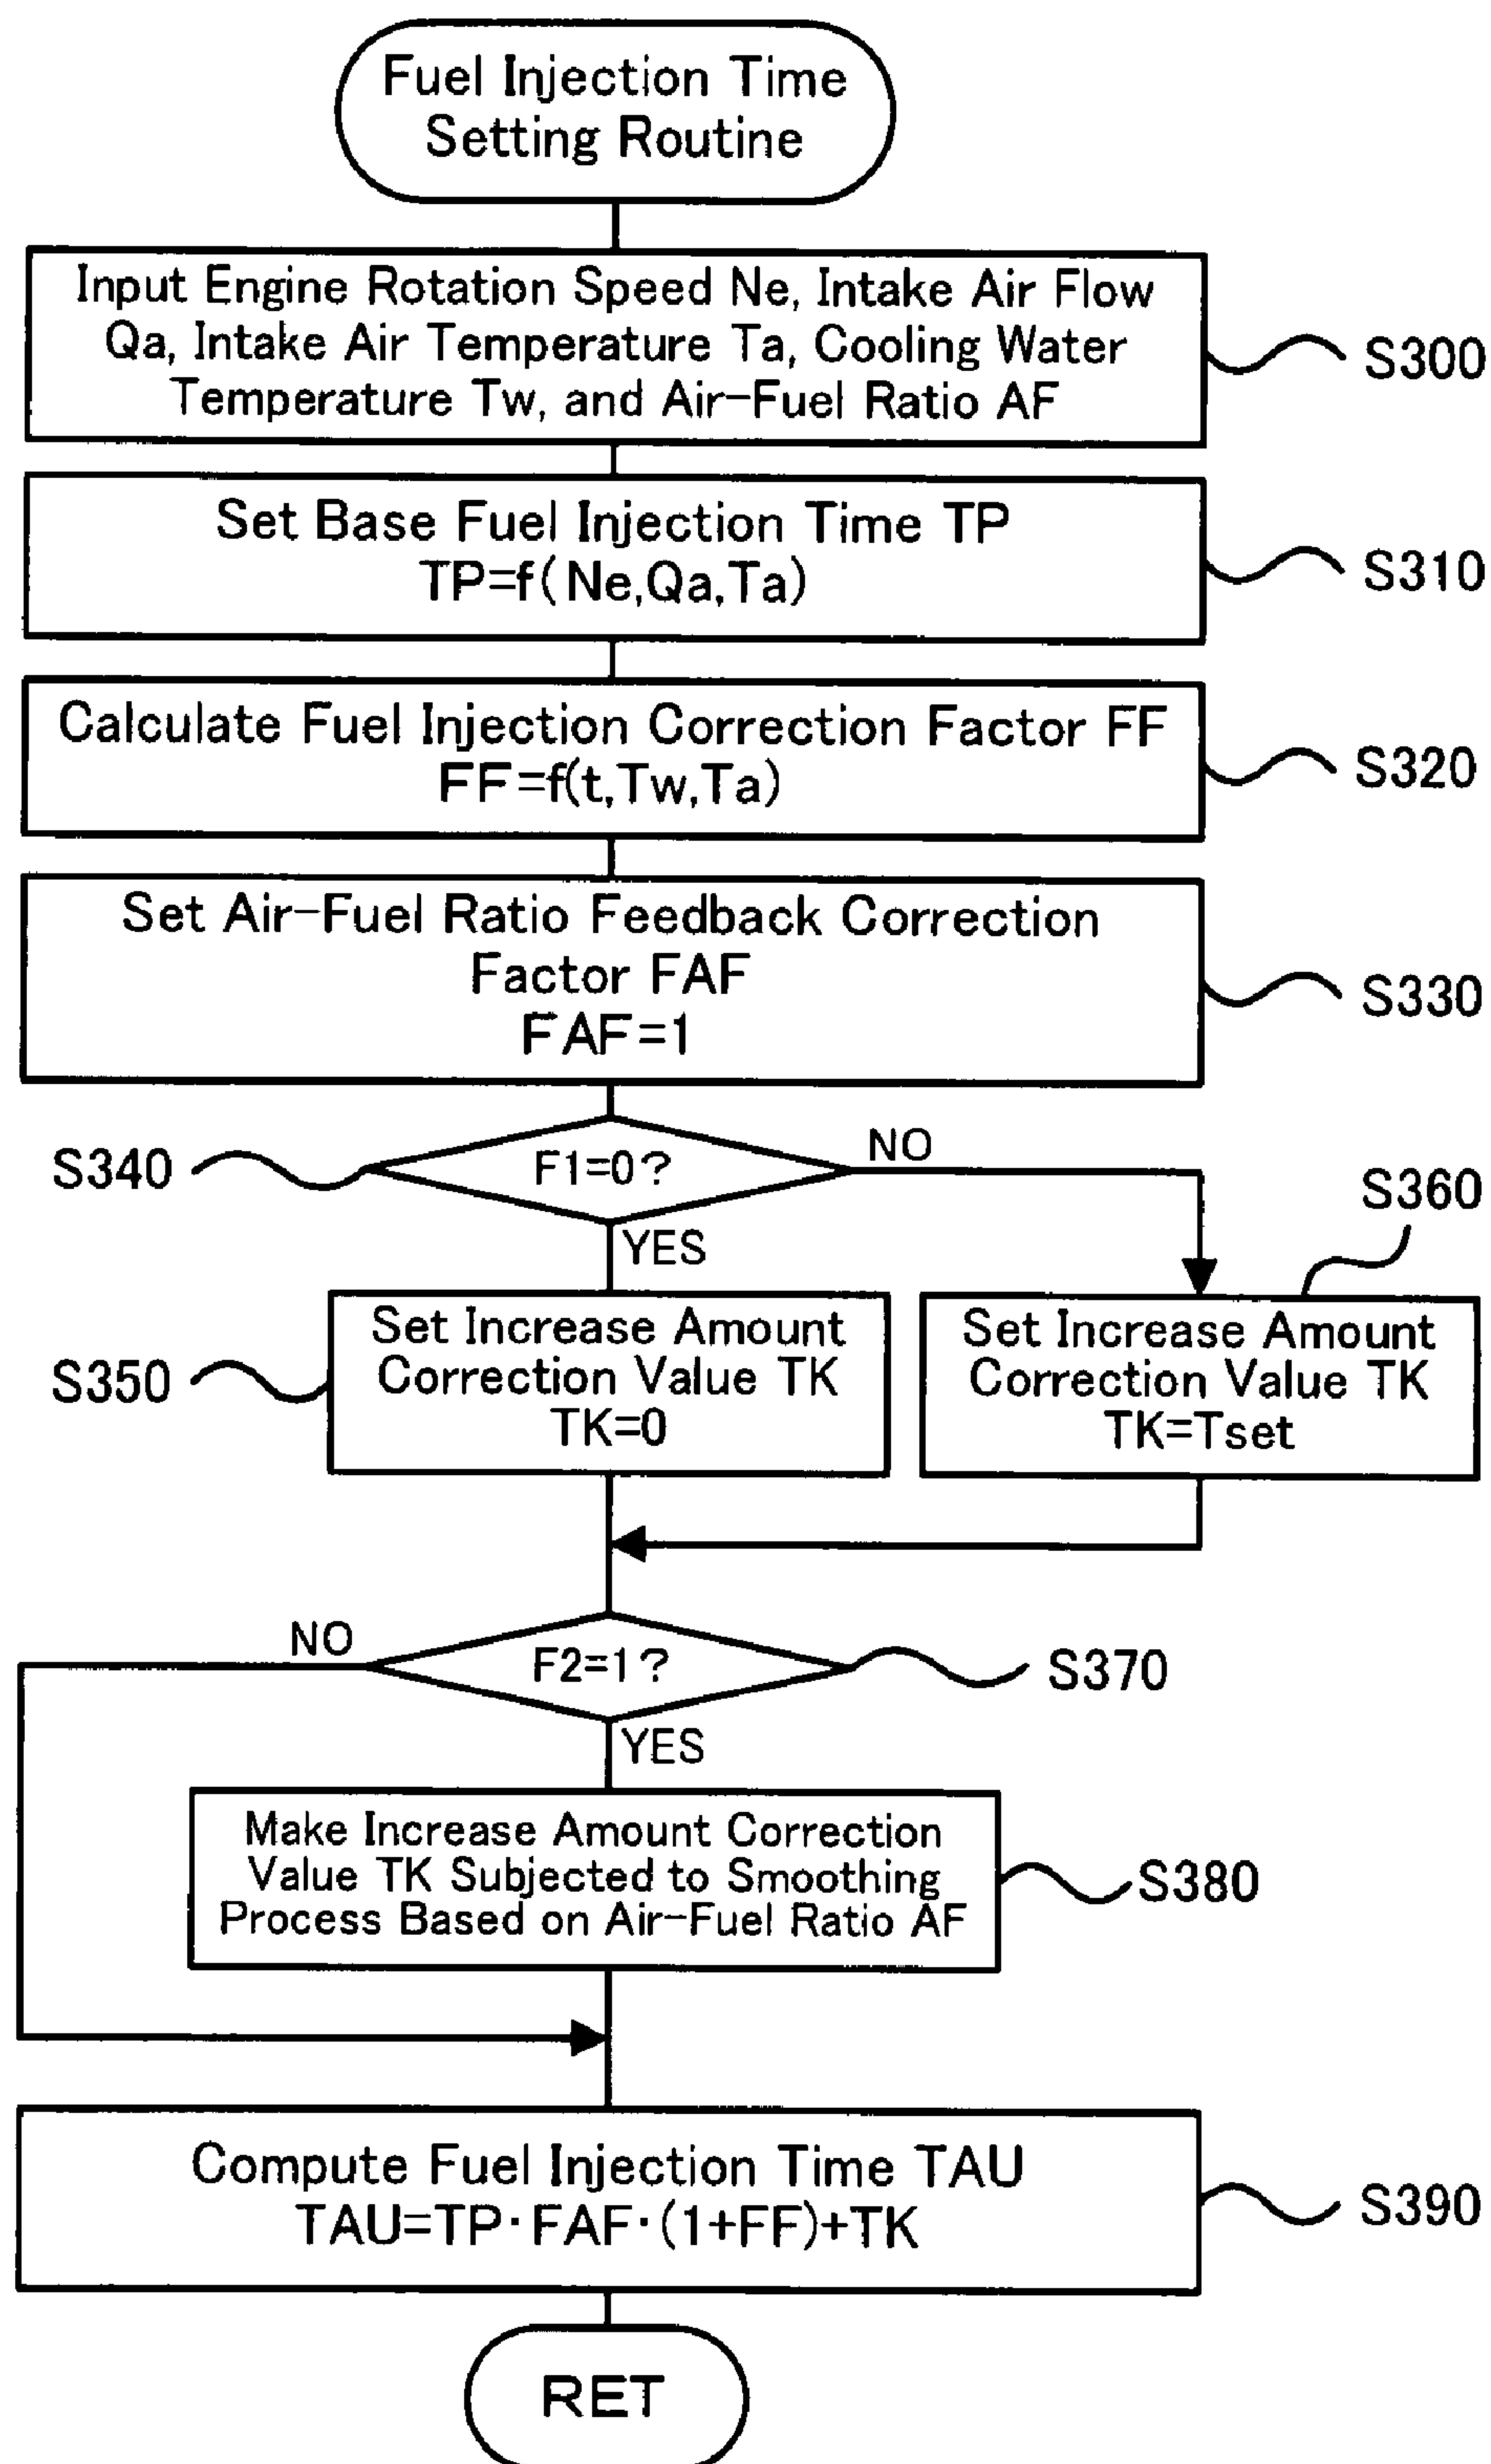 Fuel Injection Time
Setting Routine
Input Engine Rotation Speed Ne, Intake Air Flow
Qa, Intake Air Temperature Ta, Cooling Water
Temperature Tw, and Air-Fuel Ratio AF
S300
Set Base Fuel Injection Time TP
TP=f(Ne,Qa,Ta)
S310
Calculate Fuel Injection Correction Factor FF
FF=f(t,Tw,Ta)
S320
Set Air-Fuel Ratio Feedback Correction
Factor FAF
FAF=1
S330
S340
F1=0?
NO
YES
S360
S350
Set Increase Amount
Correction Value TK
TK=0
Set Increase Amount
Correction Value TK
TK=Tset
NO
F2=1?
S370
YES
Make Increase Amount Correction
Value TK Subjected to Smoothing
Process Based on Air-Fuel Ratio AF
S380
Compute Fuel Injection Time TAU
TAU=TP·FAF·(1+FF)+TK
S390
RET